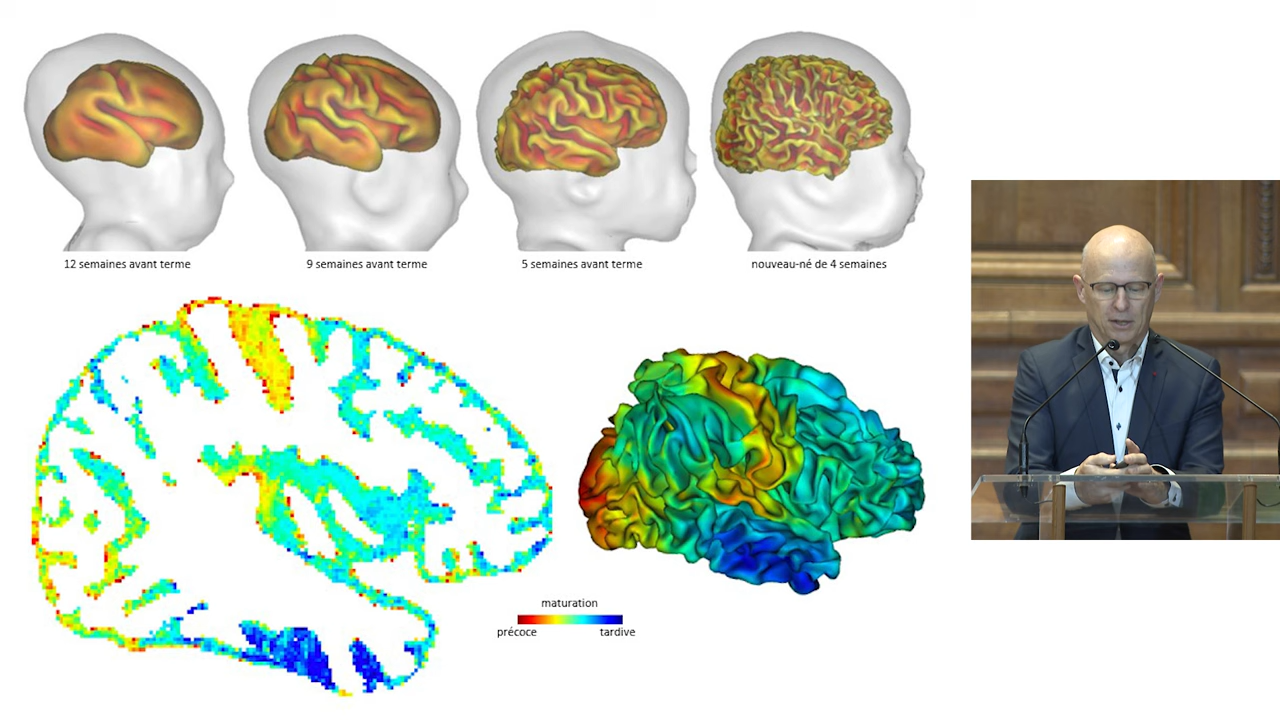 12 semaines avant terme
9 semaines avant terme
5 semaines avant terme
nouveau-né de 4 semaines
maturation
précoce
tardive